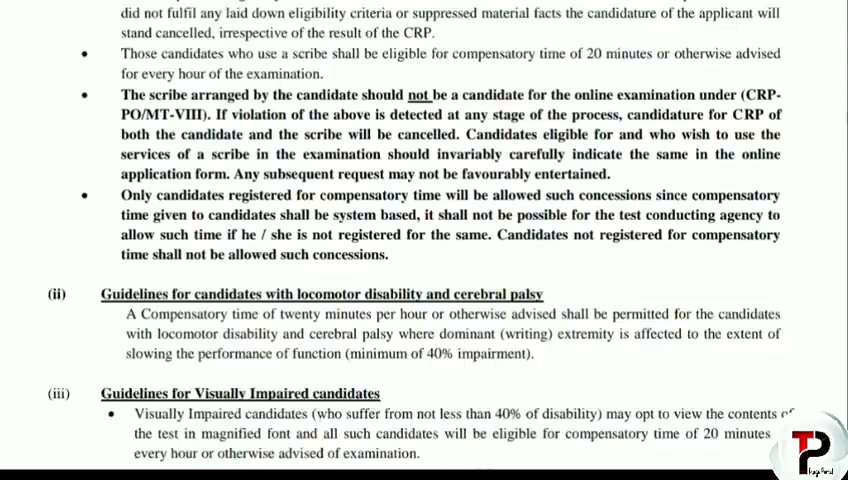 did not fulfil any laid down eligibility criteria or suppressed material facts the candidature of the applicant will
stand cancelled, irrespective of the result of the CRP.
• Those candidates who use a scribe shall be eligible for compensatory time of 20 minutes or otherwise advised
for every hour of the examination.
• The scribe arranged by the candidate should not be a candidate for the online examination under (CRP-
PO/MT-VIII). If violation of the above is detected at any stage of the process, candidature for CRP of
both the candidate and the scribe will be cancelled. Candidates eligible for and who wish to use the
services of a scribe in the examination should invariably carefully indicate the same in the online
application form. Any subsequent request may not be favourably entertained.
• Only candidates registered for compensatory time will be allowed such concessions since compensatory
time given to candidates shall be system based, it shall not be possible for the test conducting agency to
allow such time if he / she is not registered for the same. Candidates not registered for compensatory
time shall not be allowed such concessions.
(ii) Guidelines for candidates with locomotor disability and cerebral palsy
A Compensatory time of twenty minutes per hour or otherwise advised shall be permitted for the candidates
with locomotor disability and cerebral palsy where dominant (writing) extremity is affected to the extent of
slowing the performance of function (minimum of 40% impairment).
(iii) Guidelines for Visually Impaired candidates
• Visually Impaired candidates (who suffer from not less than 40% of disability) may opt to view the contents of
the test in magnified font and all such candidates will be eligible for compensatory time of 20 minutes
every hour or otherwise advised of examination.
TP